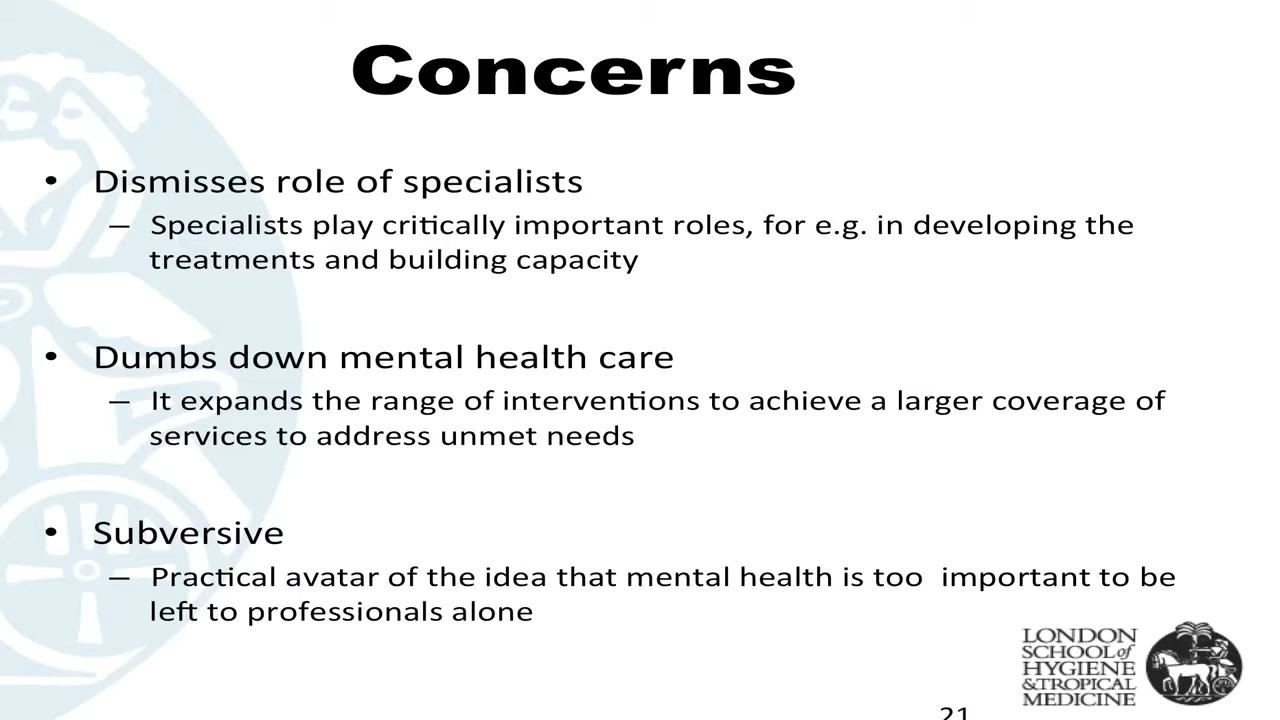 Concerns
• Dismisses role of specialists
– Specialists play critically important roles, for e.g. in developing the
treatments and building capacity
• Dumbs down mental health care
– It expands the range of interventions to achieve a larger coverage of
services to address unmet needs
• Subversive
– Practical avatar of the idea that mental health is too  important to be
left to professionals alone
LONDON
SCHOOL of
HYGIENE
& TROPICAL
MEDICINE
21